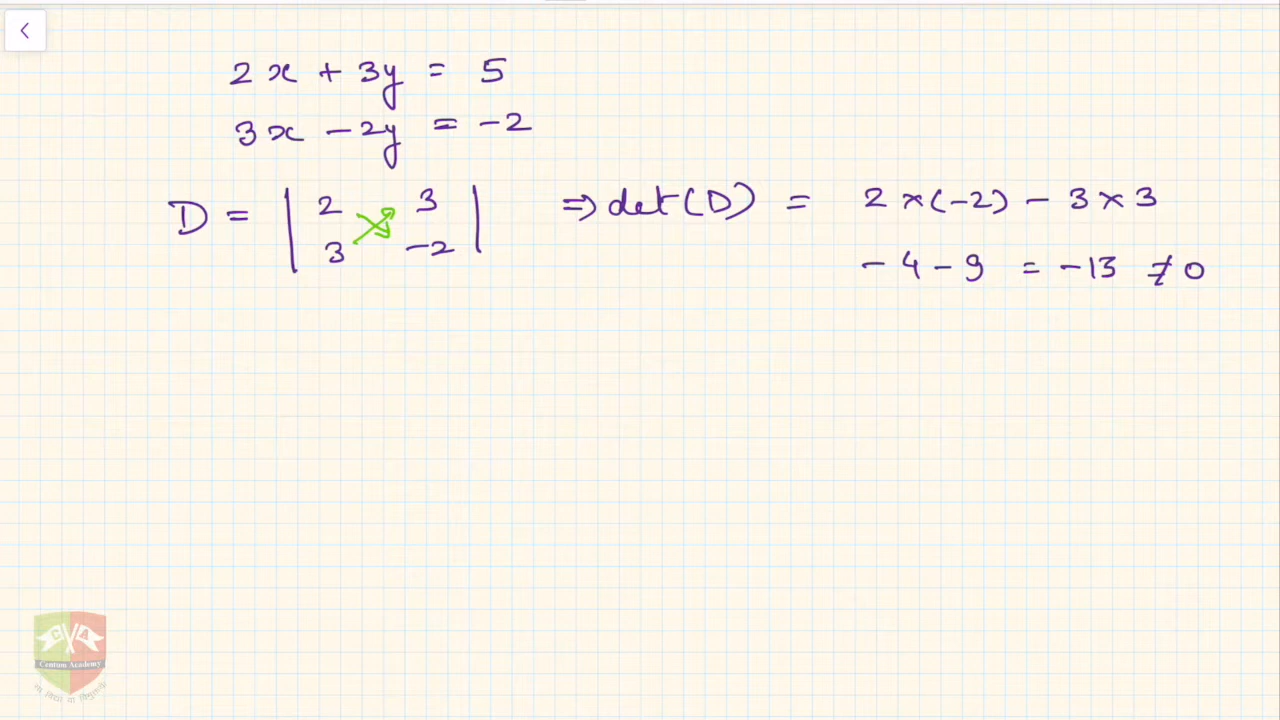 2x + 3y = 5
3x - 2y = -2
D = | 2 3 | ⇒ det(D) = 2 × (-2) - 3 × 3
| 3 -2 |
- 4 - 9 = -13 ≠ 0
C A
Centum Academy